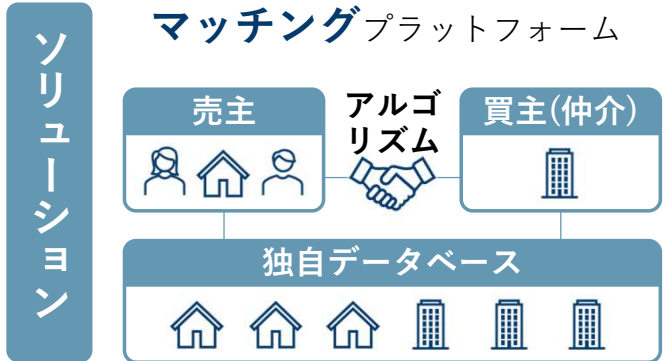 ソリューション
マッチングプラットフォーム
売主
アルゴ
リズム
買主(仲介)
独自データベース